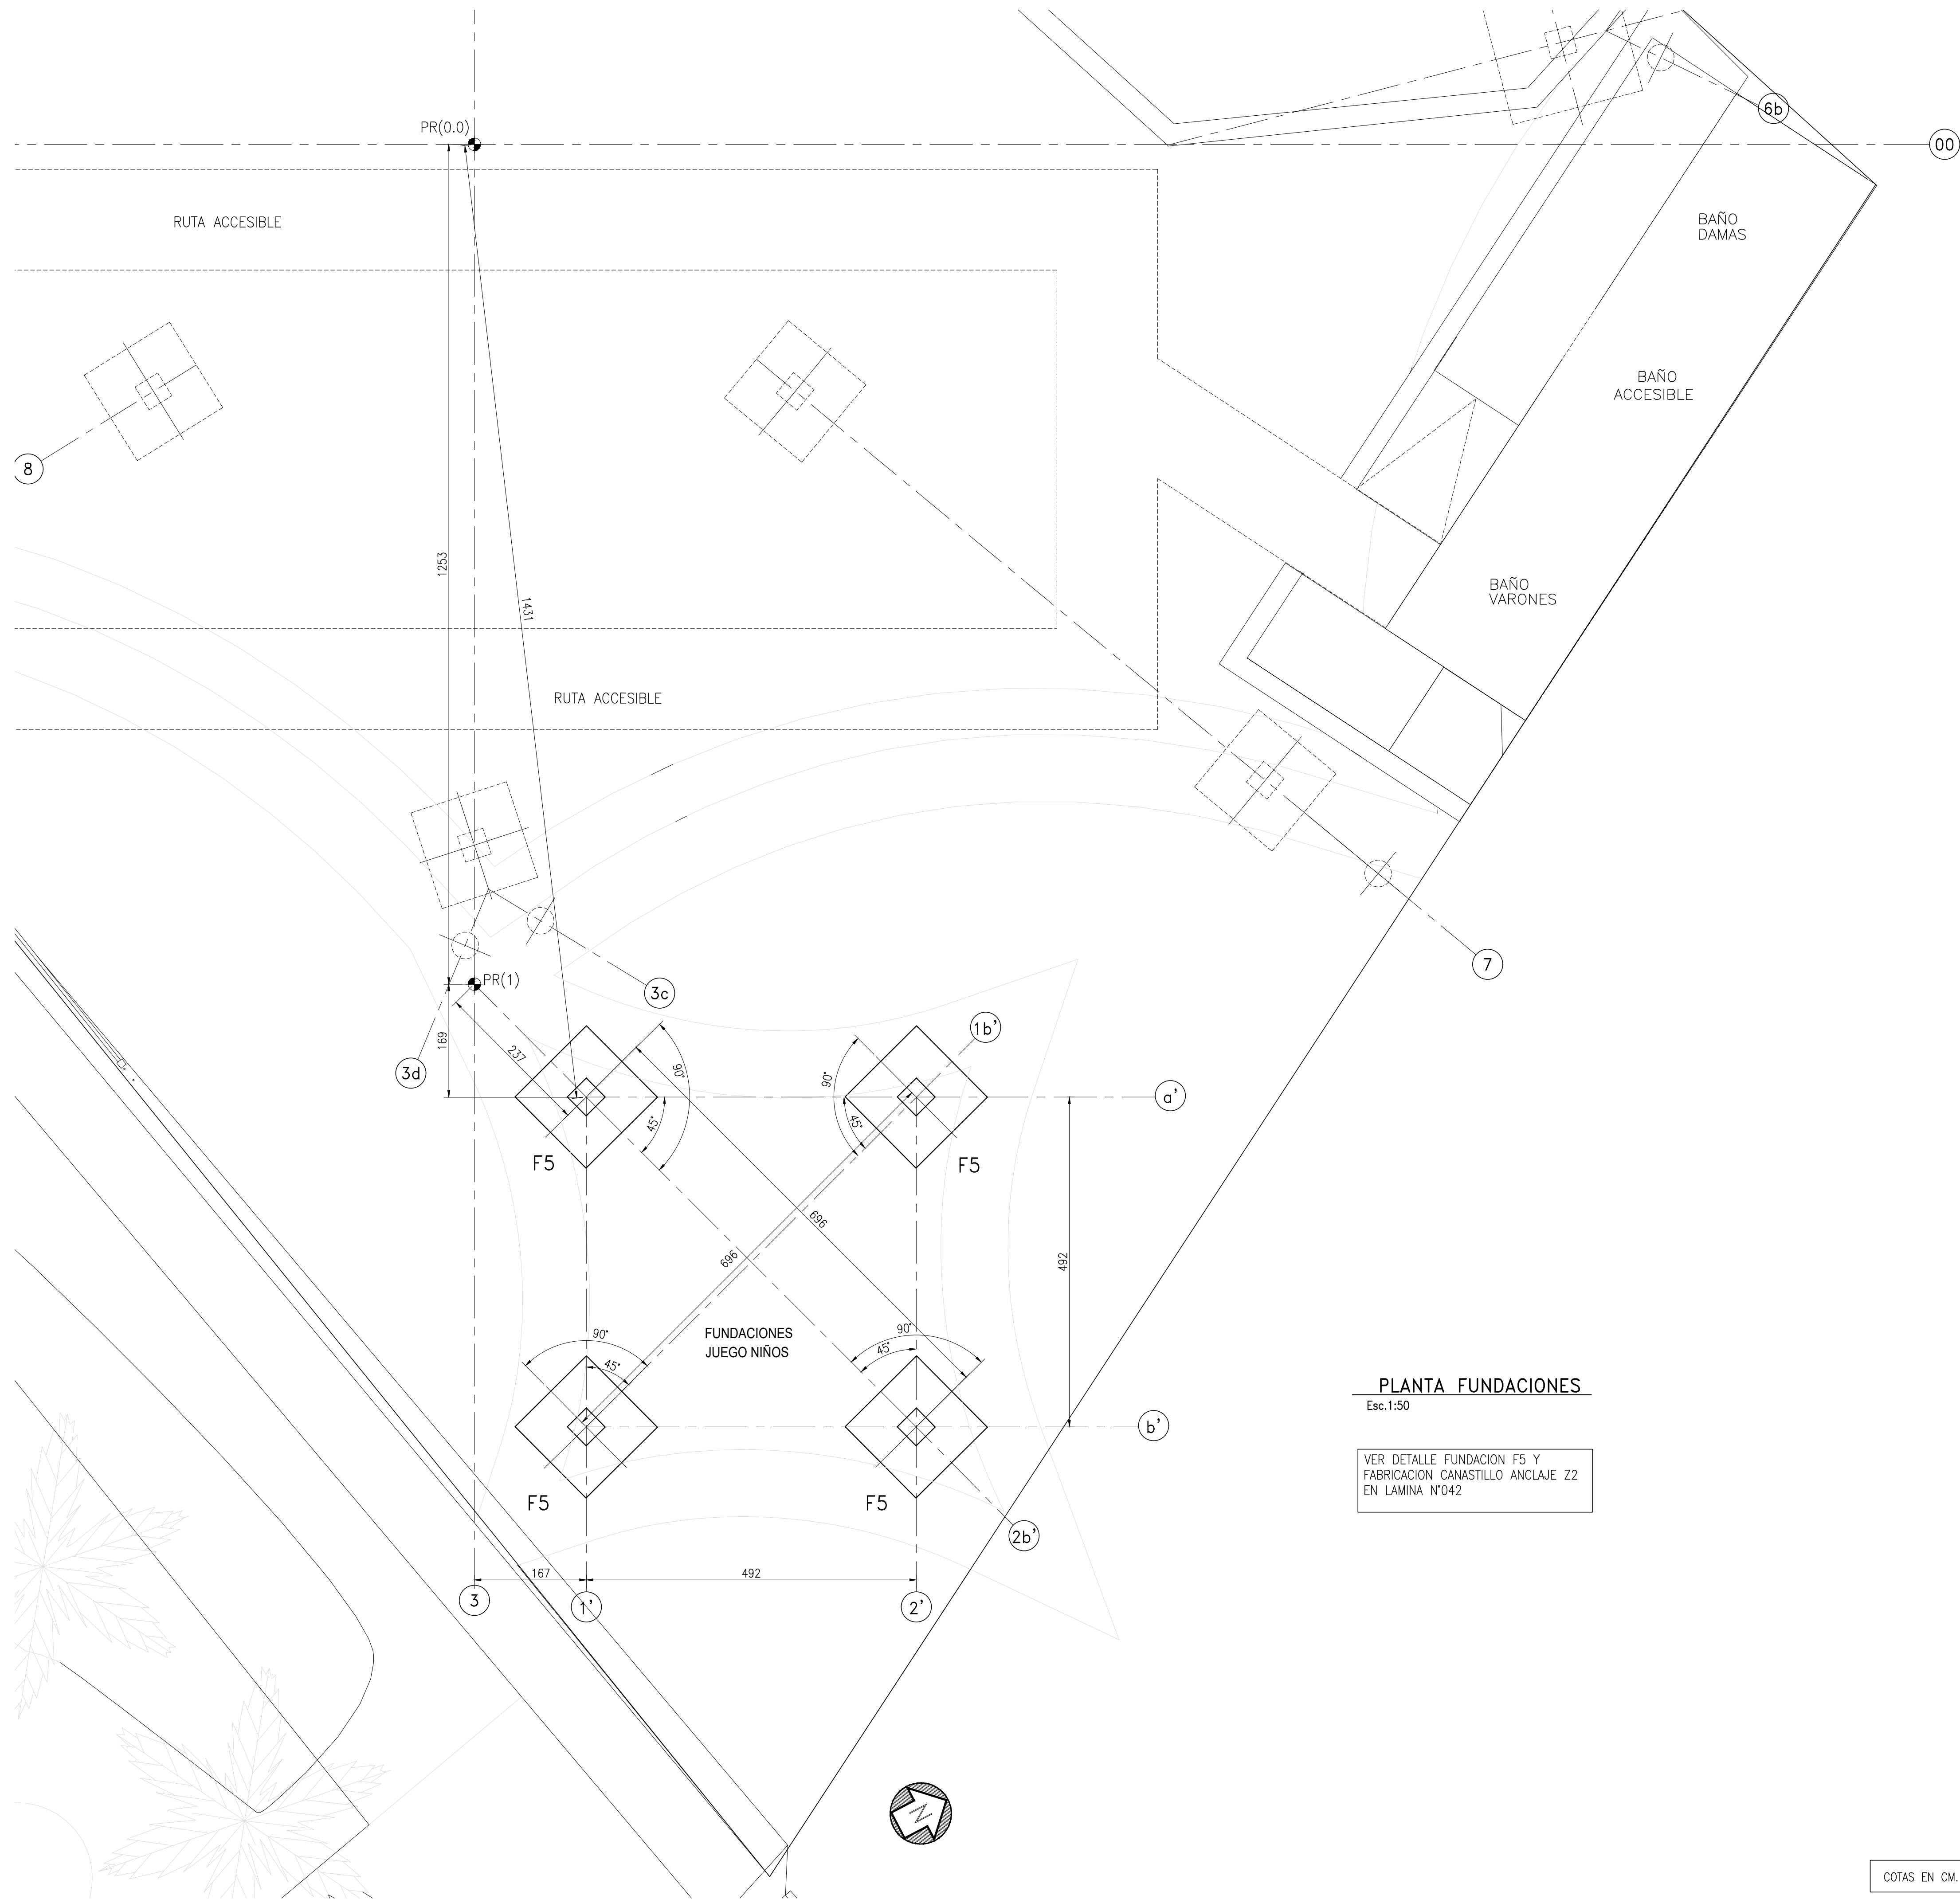 6b
PR(0.0)
00
RUTA ACCESIBLE
BAÑO
DAMAS
BAÑO
ACCESIBLE
8
1253
1431
BAÑO
VARONES
RUTA ACCESIBLE
7
PR(1)
3c
1b'
169
237
3d
90°
90°
a'
45°
45°
F5
F5
696
696
492
FUNDACIONES
JUEGO NIÑOS
90°
90°
45°
45°
PLANTA FUNDACIONES
Esc.1:50
b'
VER DETALLE FUNDACION F5 Y
FABRICACION CANASTILLO ANCLAJE Z2
EN LAMINA N°042
F5
F5
2b'
167
492
3
1'
2'
N
COTAS EN CM.